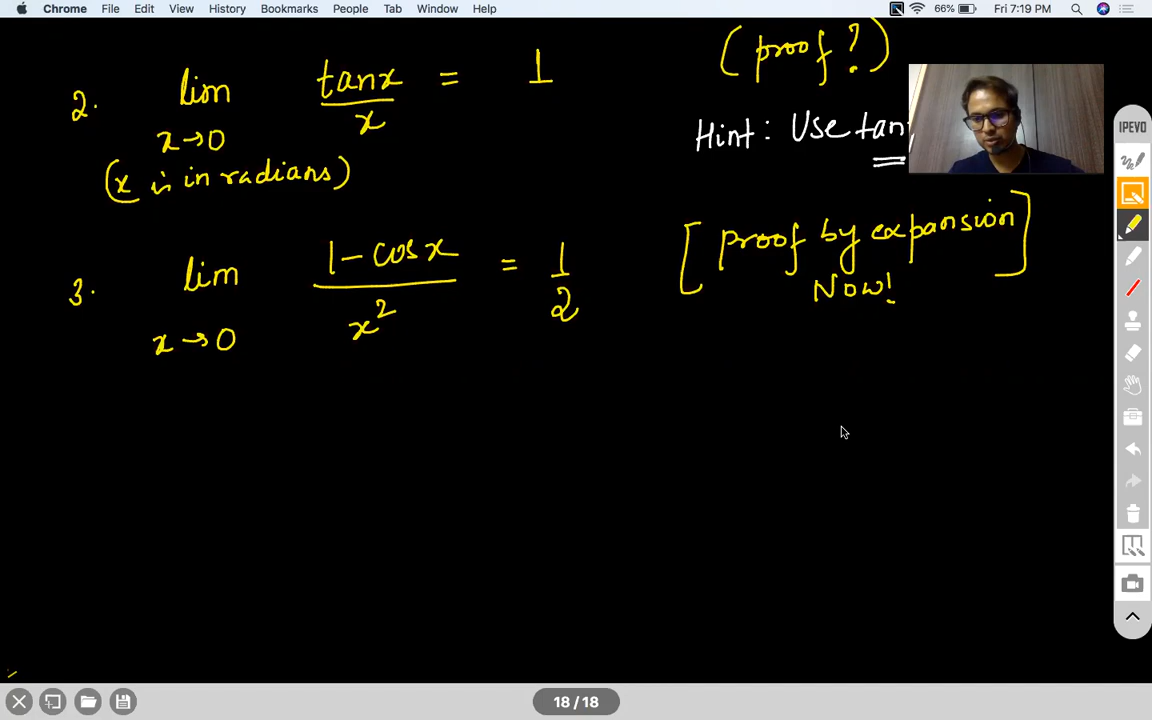 Chrome File Edit View History Bookmarks People Tab Window Help 66% Fri 7:19 PM
(proof?)
2. lim tanx/x = 1
x→0
(x is in radians)
Hint: Use tan
IPEVO
[proof by expansion]
Now!
3. lim 1-cosx/x² = 1/2
x→0
18 / 18